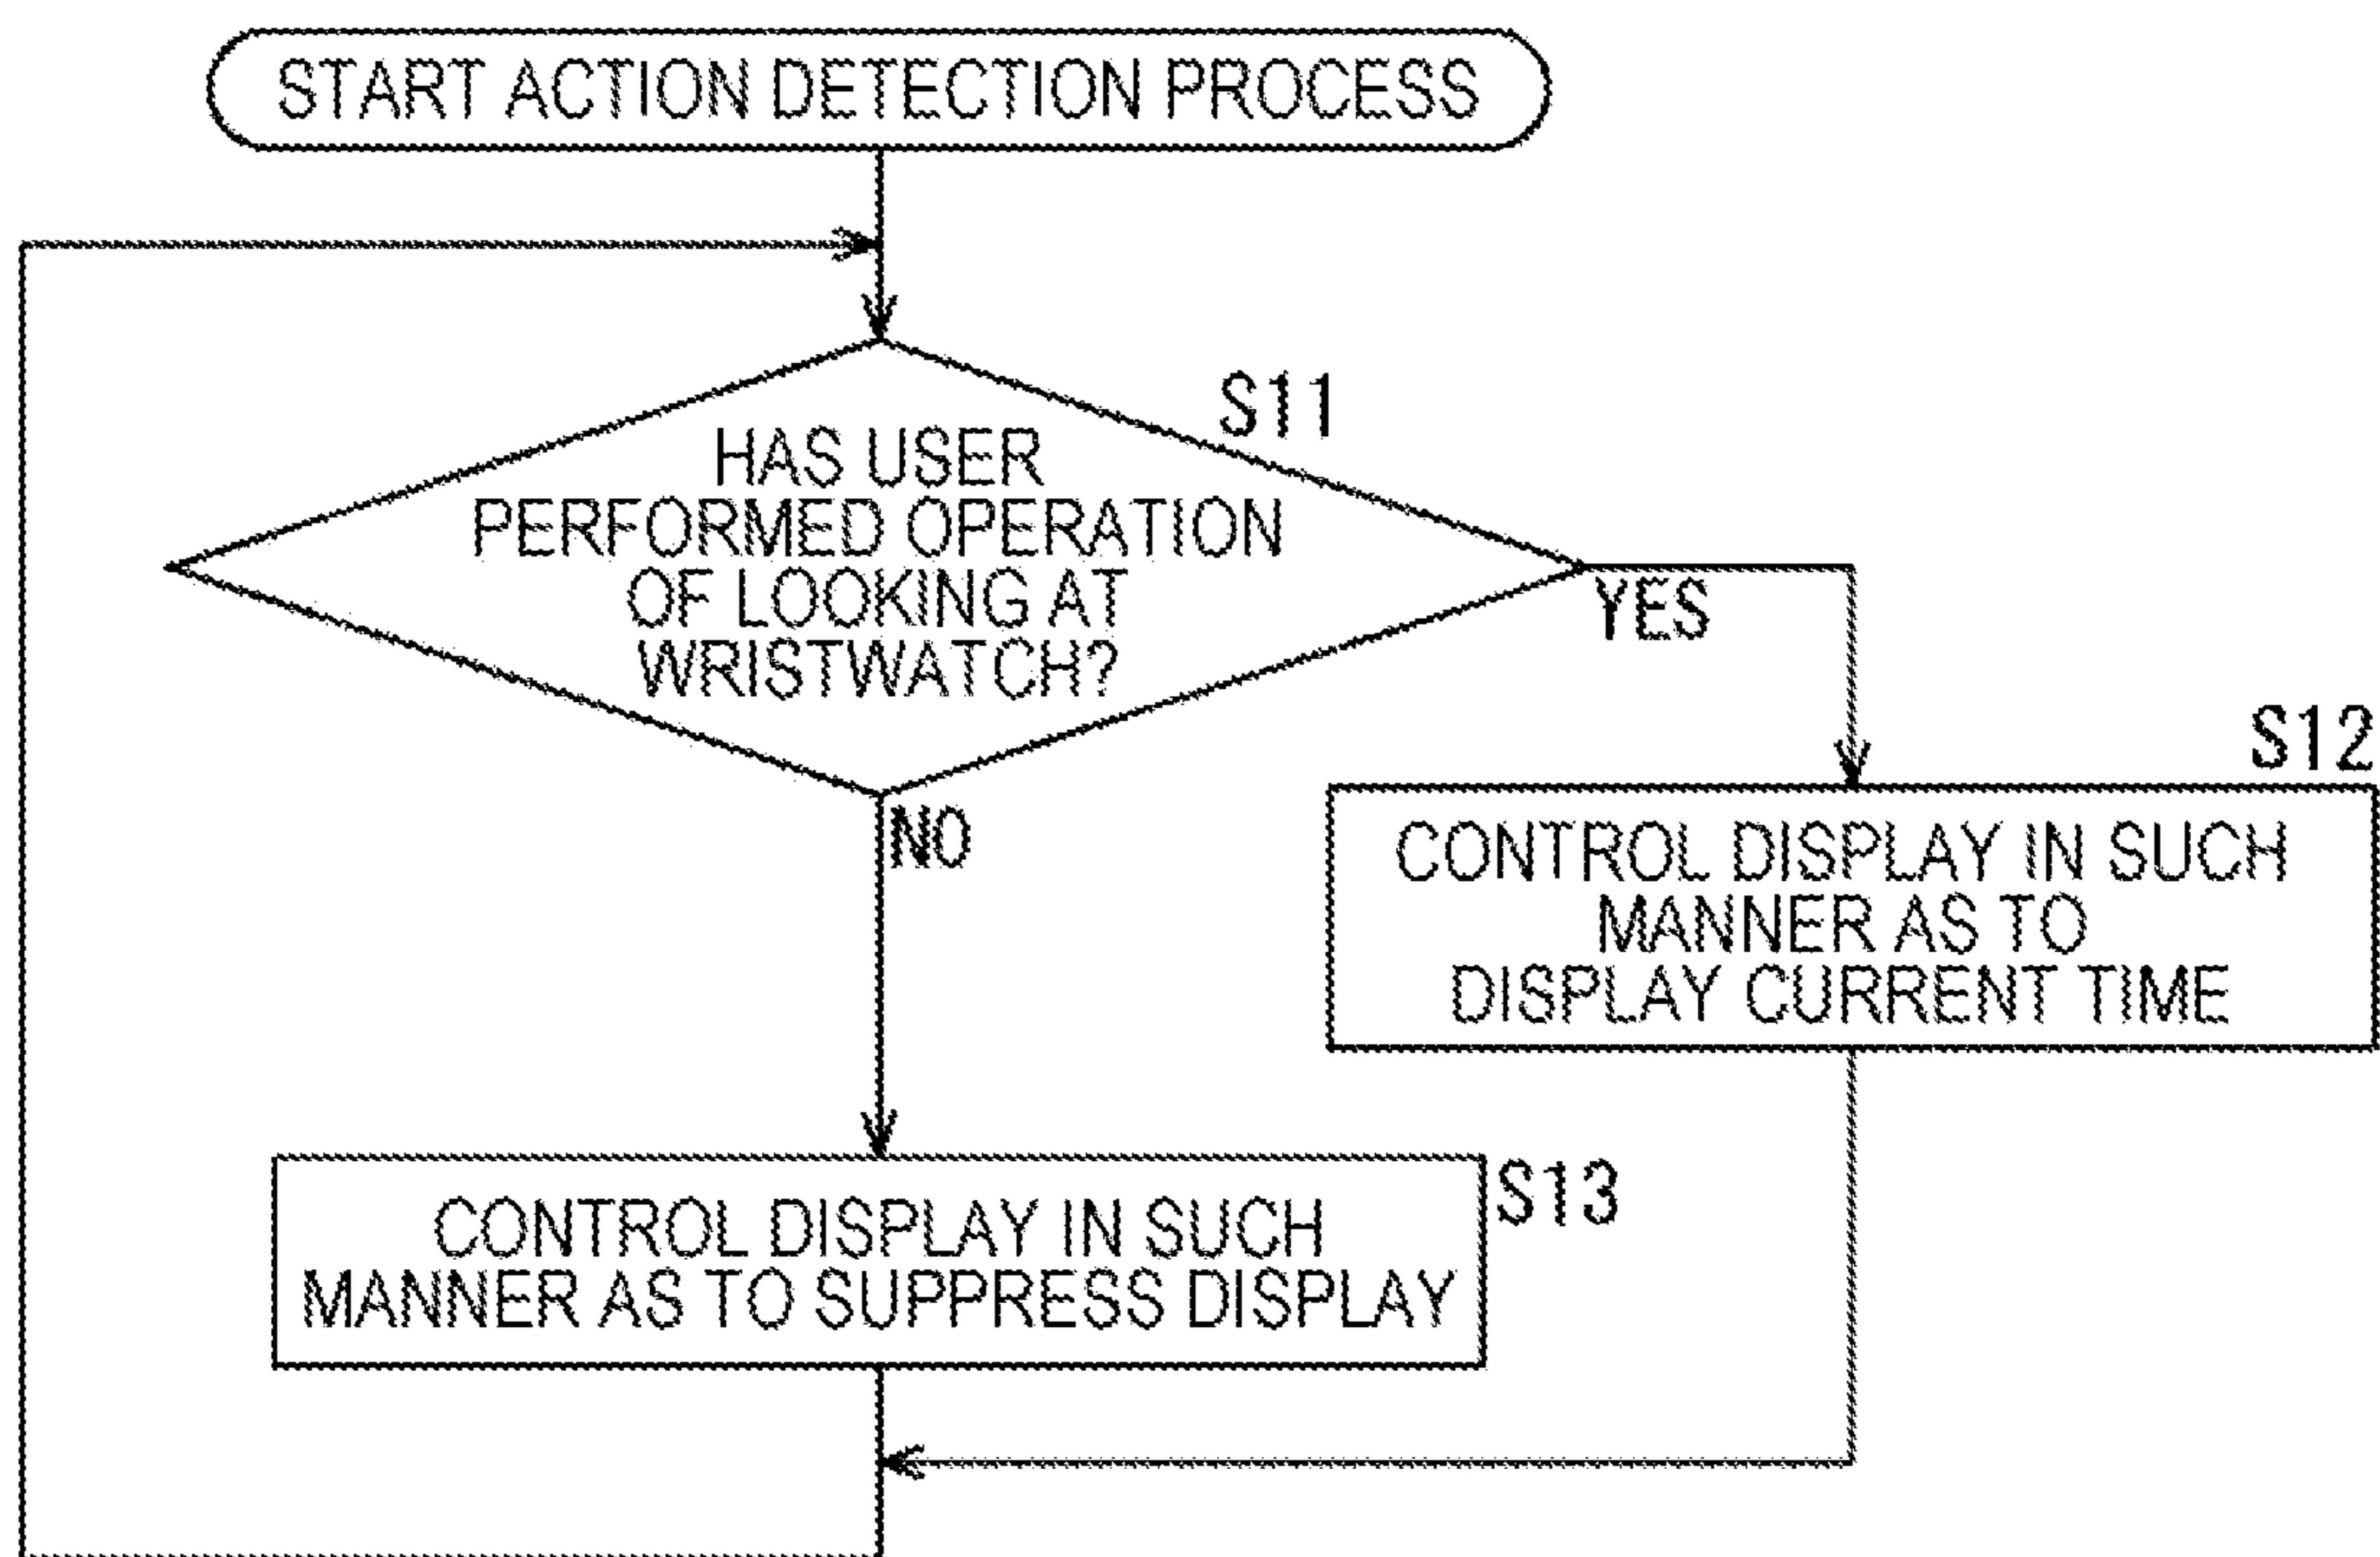 START ACTION DETECTION PROCESS
S11
HAS USER
PERFORMED OPERATION
OF LOOKING AT
WRISTWATCH?
YES
NO
S12
CONTROL DISPLAY IN SUCH
MANNER AS TO
DISPLAY CURRENT TIME
S13
CONTROL DISPLAY IN SUCH
MANNER AS TO SUPPRESS DISPLAY